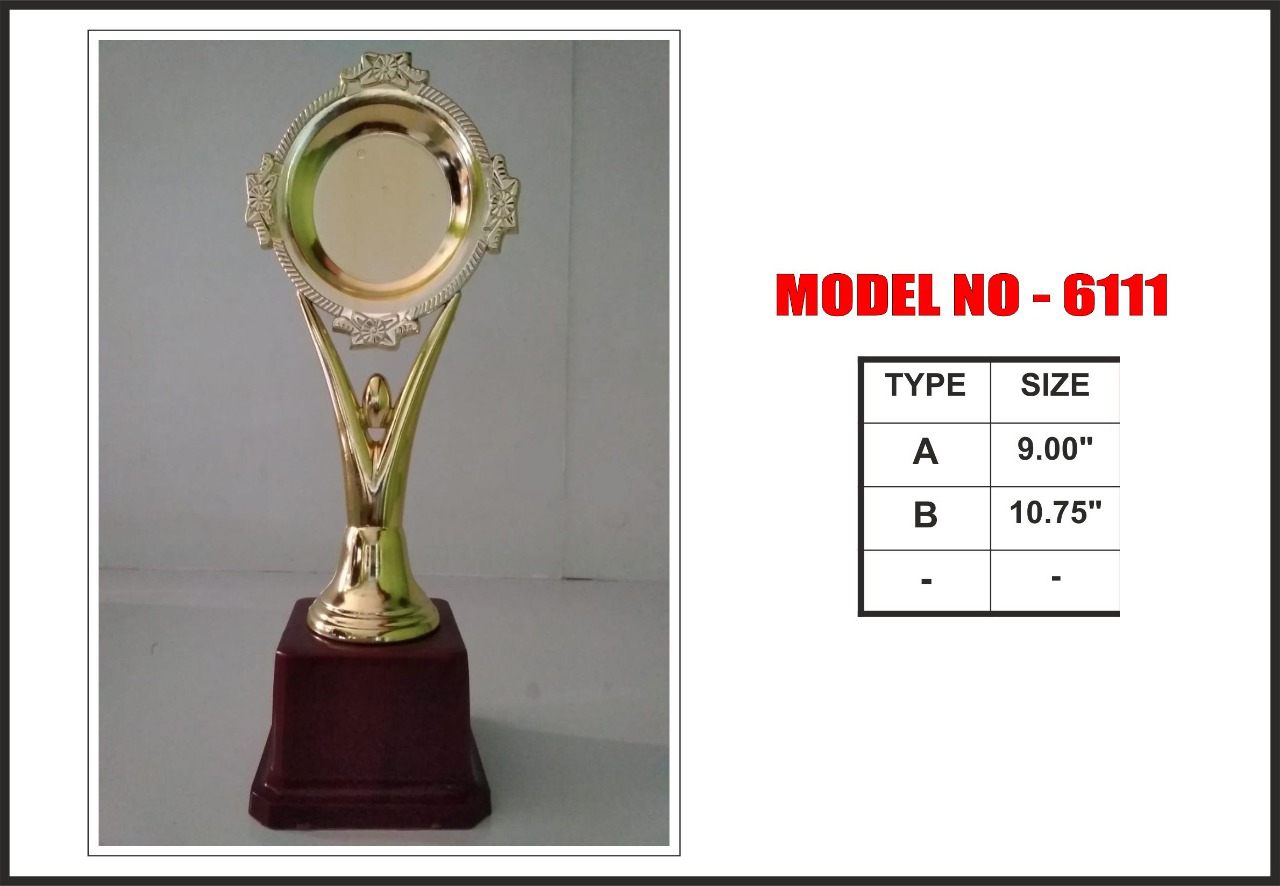 MODEL NO - 6111
TYPE SIZE
A 9.00"
B 10.75"
- -